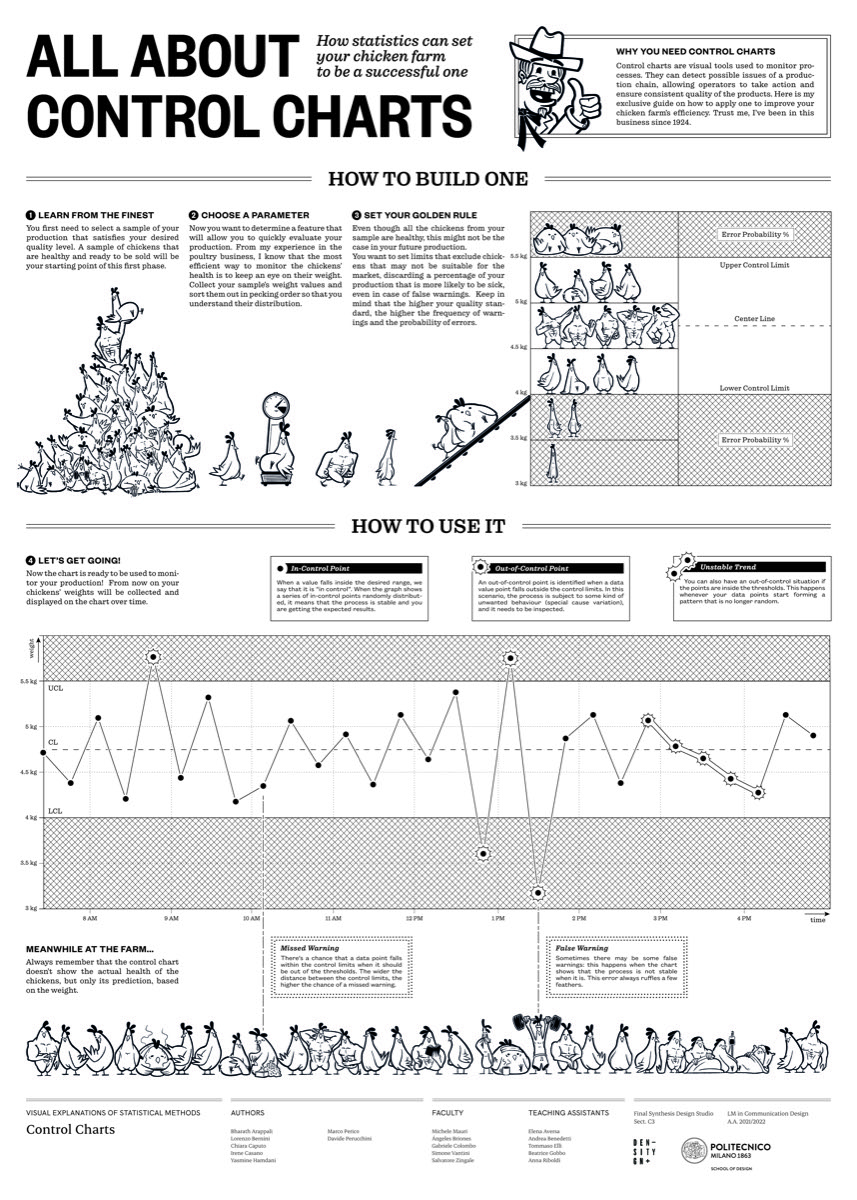 ALL ABOUT
CONTROL CHARTS
How statistics can set
your chicken farm
to be a successful one
WHY YOU NEED CONTROL CHARTS
Control charts are visual tools used to monitor pro-
cesses. They can detect possible issues of a produc-
tion chain, allowing operators to take action and
ensure consistent quality of the products. Here is my
exclusive guide on how to apply one to improve your
chicken farm's efficiency. Trust me, I've been in this
business since 1924.
HOW TO BUILD ONE
1 LEARN FROM THE FINEST
You first need to select a sample of your
production that satisfies your desired
quality level. A sample of chickens that
are healthy and ready to be sold will be
your starting point of this first phase.
2 CHOOSE A PARAMETER
Now you want to determine a feature that
will allow you to quickly evaluate your
production. From my experience in the
poultry business, I know that the most
efficient way to monitor the chickens'
health is to keep an eye on their weight.
Collect your sample's weight values and
sort them out in pecking order so that you
understand their distribution.
3 SET YOUR GOLDEN RULE
Even though all the chickens from your
sample are healthy, this might not be the
case in your future production.
You want to set limits that exclude chick-
ens that may not be suitable for the
market, discarding a percentage of your
production that is more likely to be sick,
even in case of false warnings. Keep in
mind that the higher your quality stan-
dard, the higher the frequency of warn-
ings and the probability of errors.
5.5 kg
5 kg
4.5 kg
4 kg
3.5 kg
3 kg
Error Probability %
Upper Control Limit
Center Line
Lower Control Limit
Error Probability %
HOW TO USE IT
4 LET'S GET GOING!
Now the chart is ready to be used to moni-
tor your production! From now on your
chickens' weights will be collected and
displayed on the chart over time.
In-Control Point
When a value falls inside the desired range, we
say that it is "in control". When the graph shows
a series of in-control points randomly distribut-
ed, it means that the process is stable and you
are getting the expected results.
Out-of-Control Point
An out-of-control point is identified when a data
value point falls outside the control limits. In this
scenario, the process is subject to some kind of
unwanted behaviour (special cause variation),
and it needs to be inspected.
Unstable Trend
You can also have an out-of-control situation if
the points are inside the thresholds. This happens
whenever your data points start forming a
pattern that is no longer random.
weight
5.5 kg
UCL
5 kg
CL
4.5 kg
LCL
4 kg
3.5 kg
3 kg
8 AM
9 AM
10 AM
11 AM
12 PM
1 PM
2 PM
3 PM
4 PM
time
MEANWHILE AT THE FARM...
Always remember that the control chart
doesn't show the actual health of the
chickens, but only its prediction, based
on the weight.
Missed Warning
There's a chance that a data point falls
within the control limits when it should
be out of the thresholds. The wider the
distance between the control limits, the
higher the chance of a missed warning.
False Warning
Sometimes there may be some false
warnings: this happens when the chart
shows that the process is not stable
when it is. This error always ruffles a few
feathers.
VISUAL EXPLANATIONS OF STATISTICAL METHODS
Control Charts
AUTHORS
Bharath Arappali
Lorenzo Bernini
Chiara Caputo
Irene Casano
Yasmine Hamdani
Marco Perico
Davide Perucchini
FACULTY
Michele Mauri
Ángeles Briones
Gabriele Colombo
Simone Vantini
Salvatore Zingale
TEACHING ASSISTANTS
Elena Aversa
Andrea Benedetti
Tommaso Elli
Beatrice Gobbo
Anna Riboldi
Final Synthesis Design Studio
Sect. C3
LM in Communication Design
A.A. 2021/2022
DEN-
SITY
GN+
POLITECNICO
MILANO 1863
SCHOOL OF DESIGN